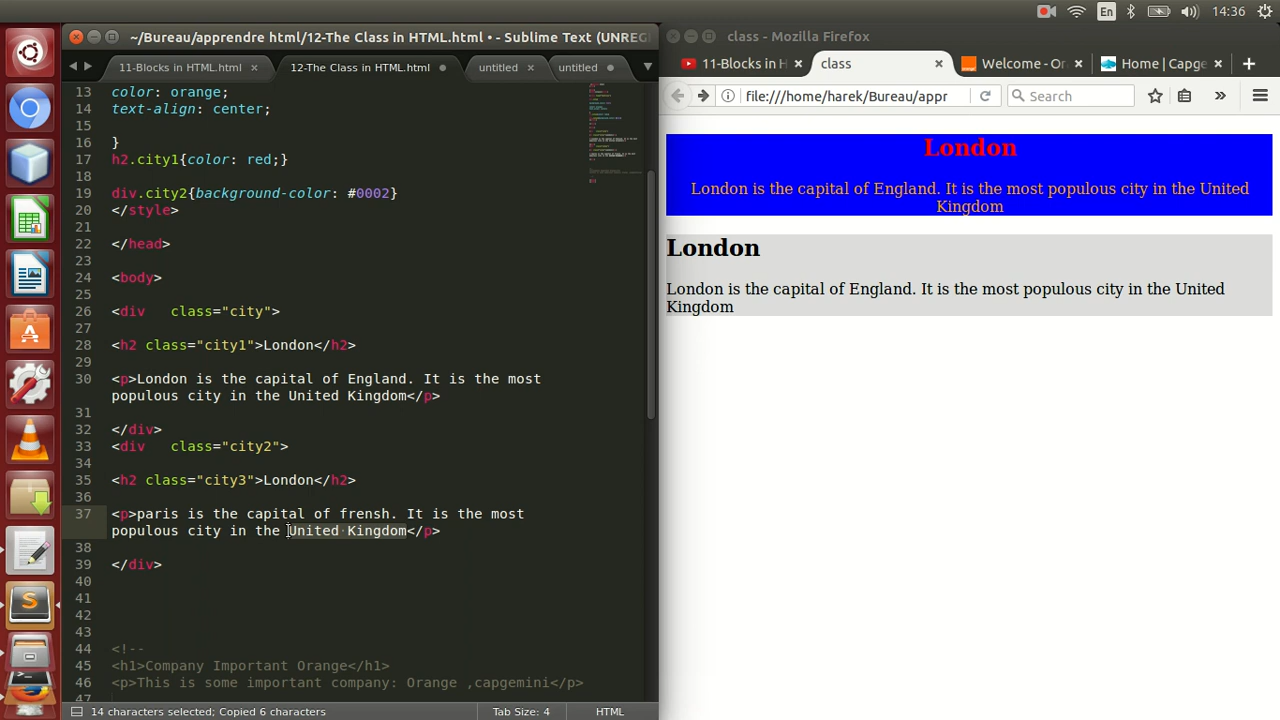 14:36
En
~/Bureau/apprendre html/12-The Class in HTML.html • - Sublime Text (UNREG
class - Mozilla Firefox
11-Blocks in HTML.html
12-The Class in HTML.html
untitled
untitled
11-Blocks in H
class
Welcome - Or
Home | Capge
file:///home/harek/Bureau/appr
Search
13 color: orange;
14 text-align: center;
15
16 }
17 h2.city1{color: red;}
18
19 div.city2{background-color: #0002}
20 </style>
21
22 </head>
23
24 <body>
25
26 <div   class="city">
27
28 <h2 class="city1">London</h2>
29
30 <p>London is the capital of England. It is the most
populous city in the United Kingdom</p>
31
32 </div>
33 <div   class="city2">
34
35 <h2 class="city3">London</h2>
36
37 <p>paris is the capital of frensh. It is the most
populous city in the United Kingdom</p>
38
39 </div>
40
41
42
43
44 <!--
45 <h1>Company Important Orange</h1>
46 <p>This is some important company: Orange ,capgemini</p>
47
London
London is the capital of England. It is the most populous city in the United
Kingdom
London
London is the capital of England. It is the most populous city in the United
Kingdom
14 characters selected; Copied 6 characters
Tab Size: 4
HTML